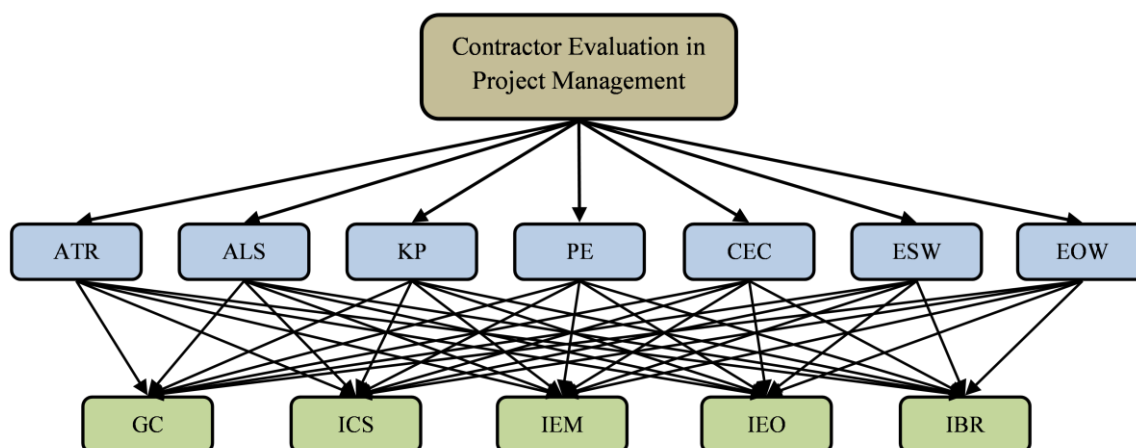 Contractor Evaluation in
Project Management
ATR
ALS
KP
PE
CEC
ESW
EOW
GC
ICS
IEM
IEO
IBR